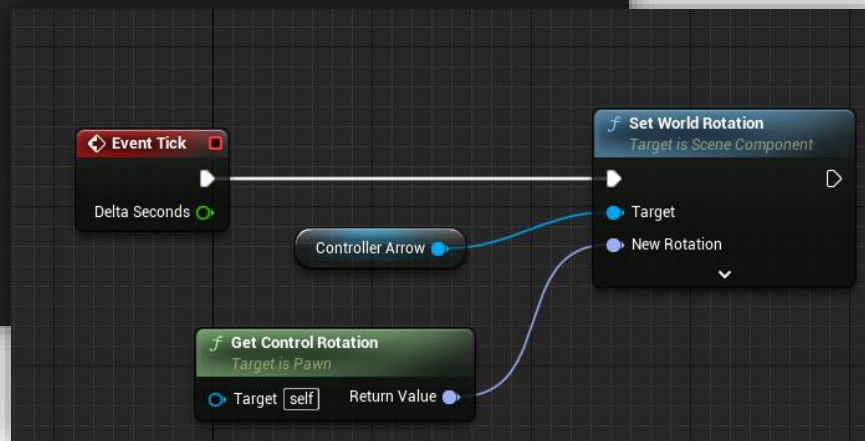 Event Tick
Delta Seconds
Controller Arrow
f Get Control Rotation
Target is Pawn
Target self
Return Value
f Set World Rotation
Target is Scene Component
Target
New Rotation